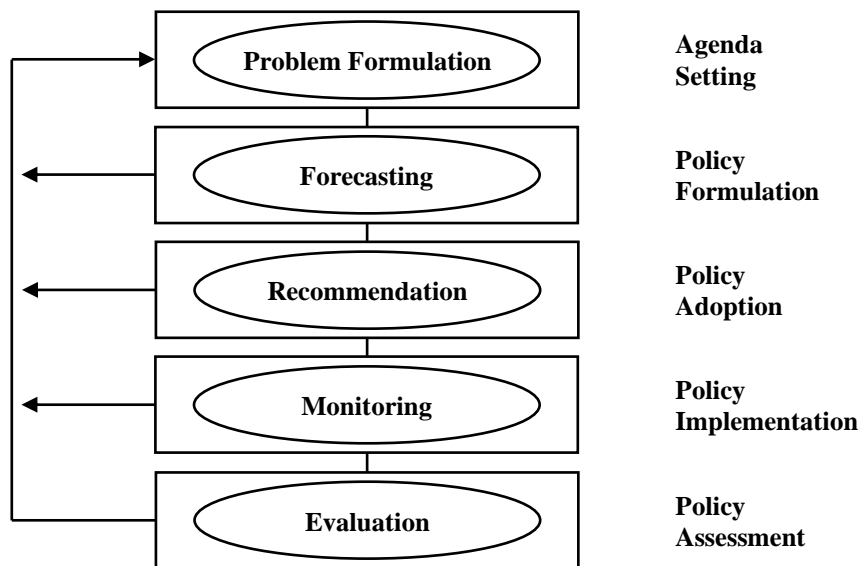 Problem Formulation
Agenda
Setting
Forecasting
Policy
Formulation
Recommendation
Policy
Adoption
Monitoring
Policy
Implementation
Evaluation
Policy
Assessment